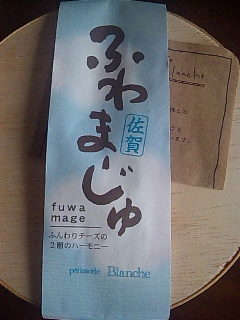 ふわまじゅ
佐賀
fuwa
mage
ふんわりチーズの
2層のハーモニー
pâtisserie Blanche
Blanche.